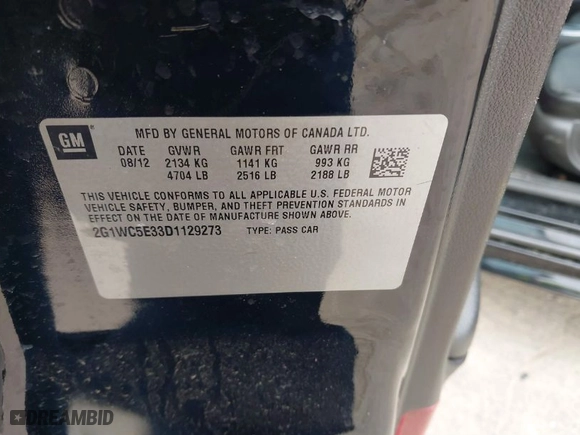 GM
MFD BY GENERAL MOTORS OF CANADA LTD.
DATE GVWR GAWR FRT GAWR RR
08/12 2134 KG 1141 KG 993 KG
4704 LB 2516 LB 2188 LB
THIS VEHICLE CONFORMS TO ALL APPLICABLE U.S. FEDERAL MOTOR
VEHICLE SAFETY, BUMPER, AND THEFT PREVENTION STANDARDS IN
EFFECT ON THE DATE OF MANUFACTURE SHOWN ABOVE.
2G1WC5E33D1129273 TYPE: PASS CAR
DREAMBID